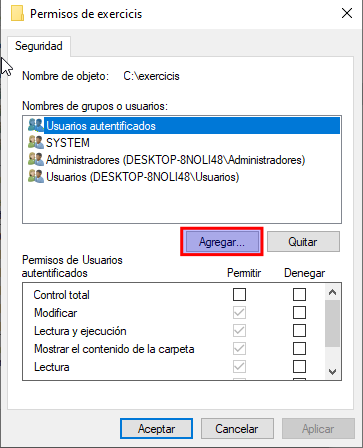 Permisos de exercicis
Seguridad
Nombre de objeto: C:\exercicis
Nombres de grupos o usuarios:
Usuarios autentificados
SYSTEM
Administradores (DESKTOP-8NOLI48\Administradores)
Usuarios (DESKTOP-8NOLI48\Usuarios)
Agregar... Quitar
Permisos de Usuarios
autentificados Permitir Denegar
Control total
Modificar
Lectura y ejecución
Mostrar el contenido de la carpeta
Lectura
Aceptar Cancelar Aplicar